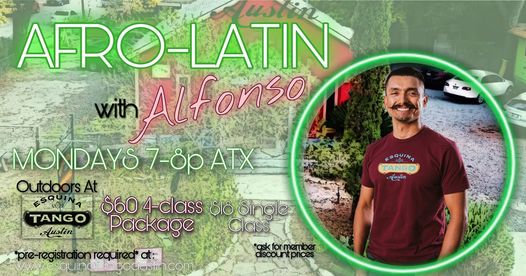 Austin
AFRO-LATIN
with Alfonso
MONDAYS 7-8p ATX
Outdoors At
ESQUINA
TANGO
Austin
$60 4-class
Package
$18 Single-
Class
*pre-registration required* at :
*ask for member
discount prices
ESQUINA
TANGO
Austin